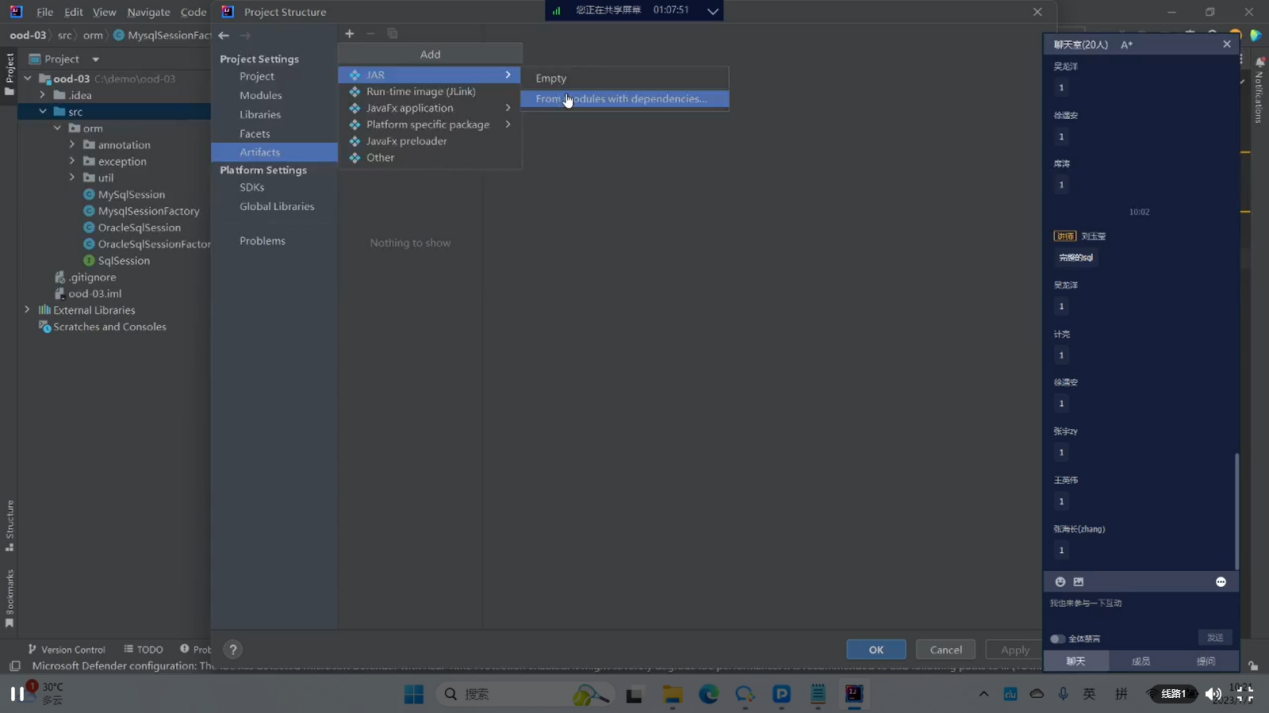 File Edit View Navigate Code
Project Structure
您正在共享屏幕 01:07:51
ood-03 src orm MysqlSessionFac
Project
ood-03 C:\demo\ood-03
.idea
src
orm
annotation
exception
util
MySqlSession
MysqlSessionFactory
OracleSqlSession
OracleSqlSessionFactor
SqlSession
.gitignore
ood-03.iml
External Libraries
Scratches and Consoles
Project
Structure
Bookmarks
Project Settings
Project
Modules
Libraries
Facets
Artifacts
Platform Settings
SDKs
Global Libraries
Problems
Add
JAR
Run-time image (JLink)
JavaFx application
Platform specific package
JavaFx preloader
Other
Empty
From modules with dependencies...
Nothing to show
OK
Cancel
Apply
?
Notifications
聊天室(20人) A+
吴龙洋
1
1
席涛
1
10:02
讲师 刘玉莹
完整的sql
吴龙洋
1
计亮
1
1
张宇zy
1
王英伟
1
张海长(zhang)
1
我也来参与一下互动
全体禁言
发送
聊天 成员 提问
Version Control TODO Prob
Microsoft Defender configuration: The
1
30°C
多云
搜索
英 拼
线路1